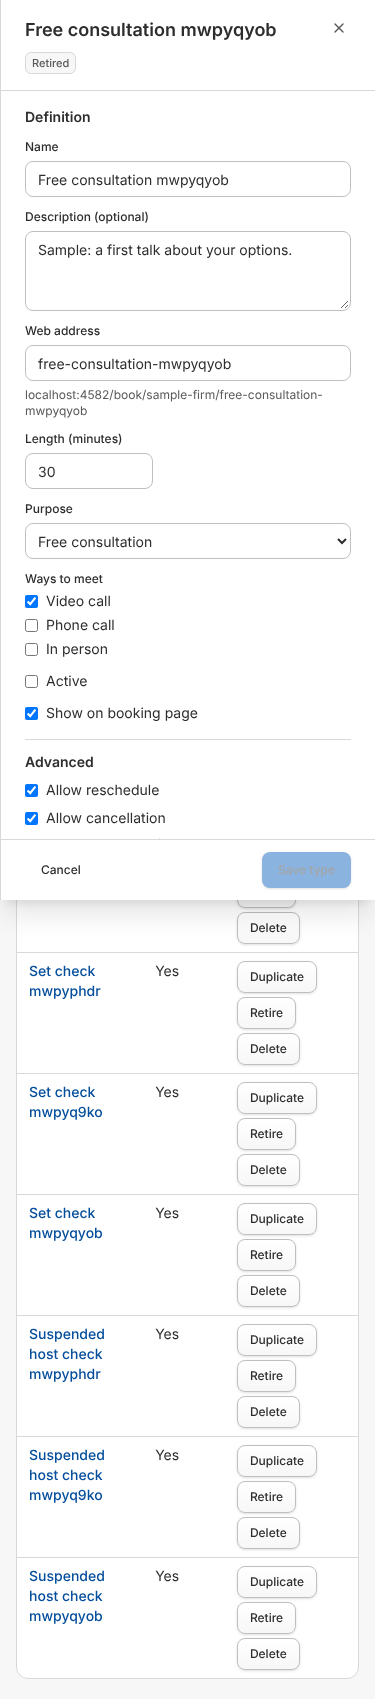 Free consultation mwpyqyob
Retired
Definition
Name
Free consultation mwpyqyob
Description (optional)
Sample: a first talk about your options.
Web address
free-consultation-mwpyqyob
localhost:4582/book/sample-firm/free-consultation-
mwpyqyob
Length (minutes)
30
Purpose
Free consultation
Ways to meet
Video call
Phone call
In person
Active
Show on booking page
Advanced
Allow reschedule
Allow cancellation
Cancel
Save type
Delete
Set check
mwpyphdr
Yes
Duplicate
Retire
Delete
Set check
mwpyq9ko
Yes
Duplicate
Retire
Delete
Set check
mwpyqyob
Yes
Duplicate
Retire
Delete
Suspended
host check
mwpyphdr
Yes
Duplicate
Retire
Delete
Suspended
host check
mwpyq9ko
Yes
Duplicate
Retire
Delete
Suspended
host check
mwpyqyob
Yes
Duplicate
Retire
Delete